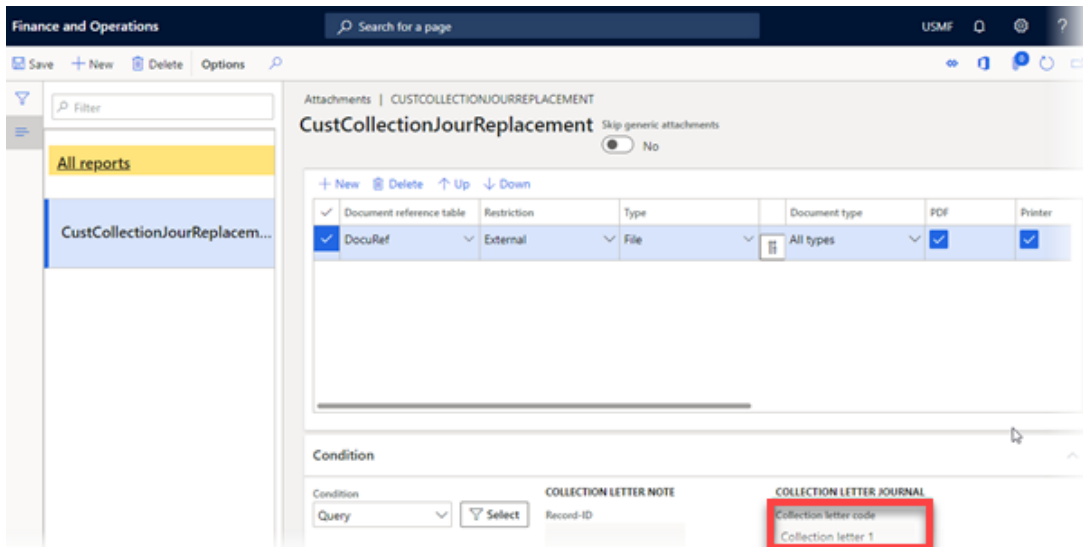 Finance and Operations
Search for a page
USMF
?
Save
New
Delete
Options
Filter
All reports
CustCollectionJourReplacem...
Attachments | CUSTCOLLECTIONJOURREPLACEMENT
CustCollectionJourReplacement
Skip generic attachments
No
New Delete Up Down
Document reference table Restriction Type Document type PDF Printer
DocuRef External File All types
Condition
Condition
COLLECTION LETTER NOTE
COLLECTION LETTER JOURNAL
Query
Select
Record-ID
Collection letter code
Collection letter 1